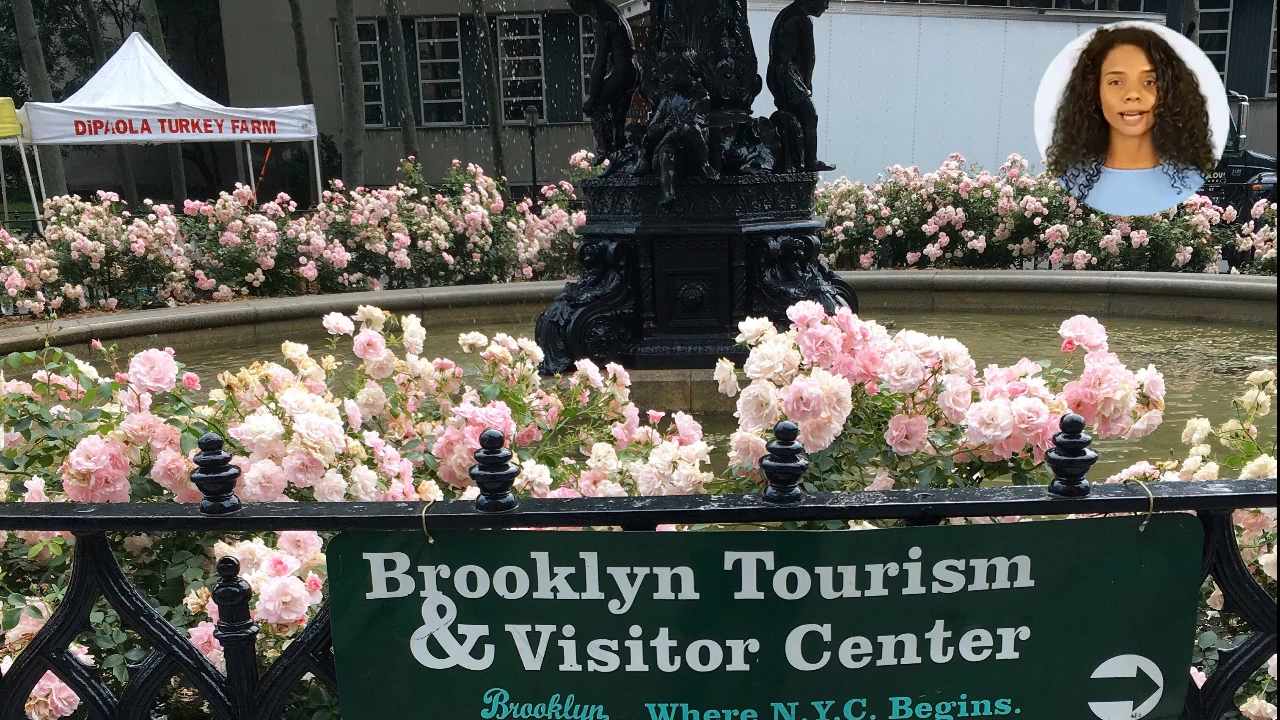 DiPAOLA TURKEY FARM
Brooklyn Tourism
& Visitor Center
Brooklyn Where N.Y.C. Begins.